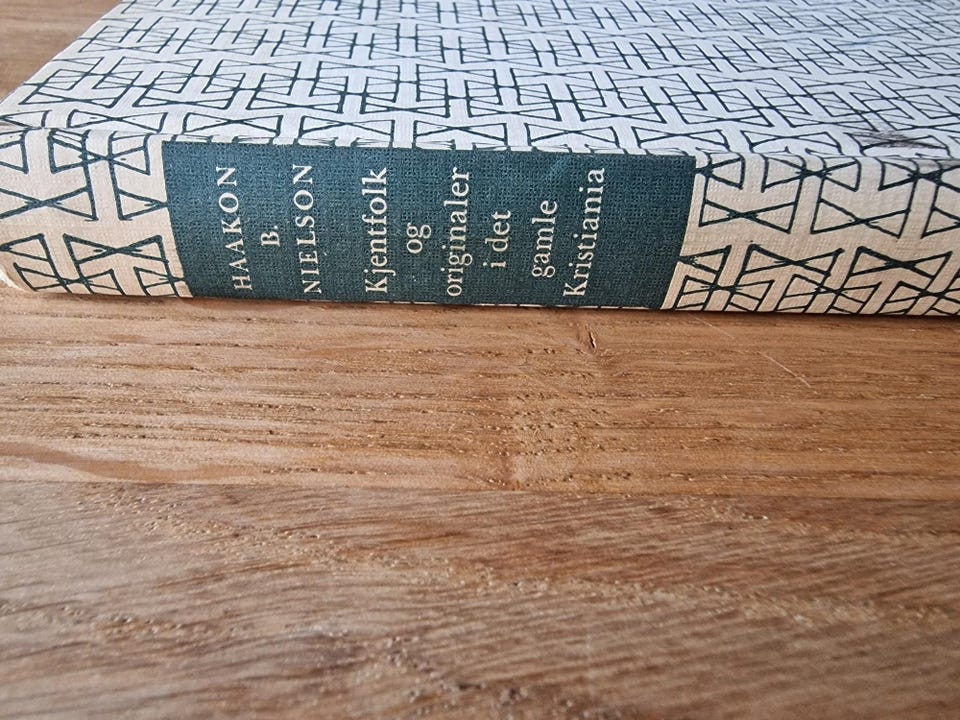 HAAKON
B.
NIELSON
Kjentfolk
og
originaler
i det
gamle
Kristiania